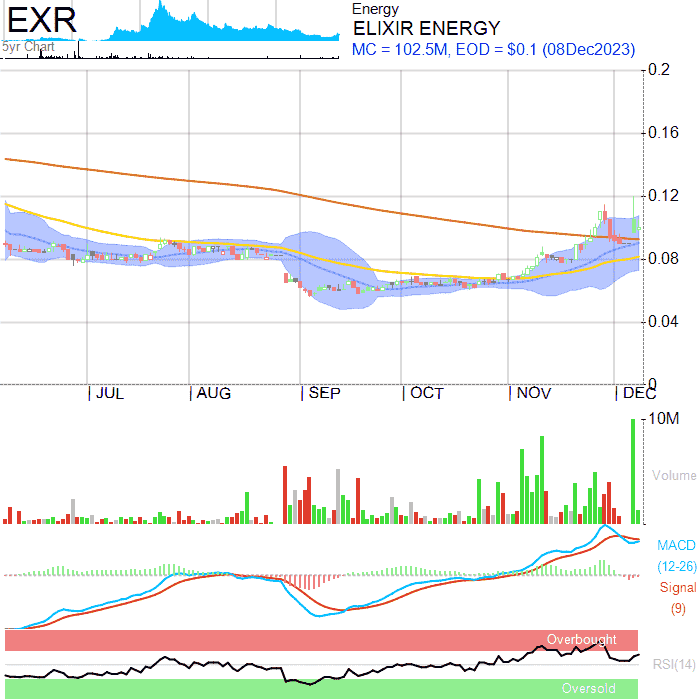 EXR
5yr Chart
Energy
ELIXIR ENERGY
MC = 102.5M, EOD = $0.1 (08Dec2023)
0.2
0.16
0.12
0.08
0.04
0
JUL AUG SEP OCT NOV DEC
10M
Volume
MACD
(12-26)
Signal
(9)
Overbought
RSI(14)
Oversold